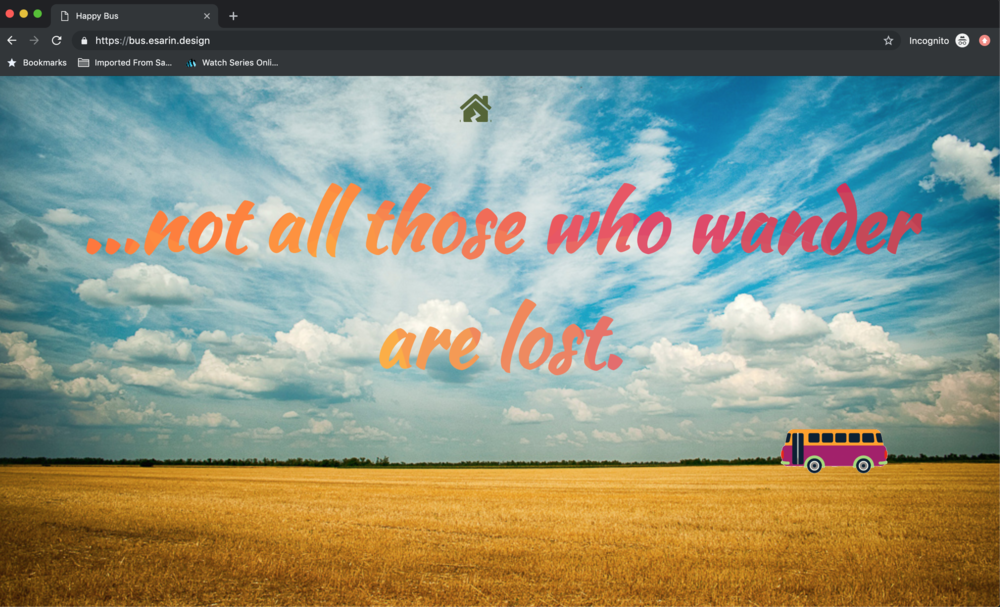 Happy Bus
https://bus.esarin.design
Incognito
Bookmarks Imported From Sa... Watch Series Onli...
...not all those who wander
are lost.